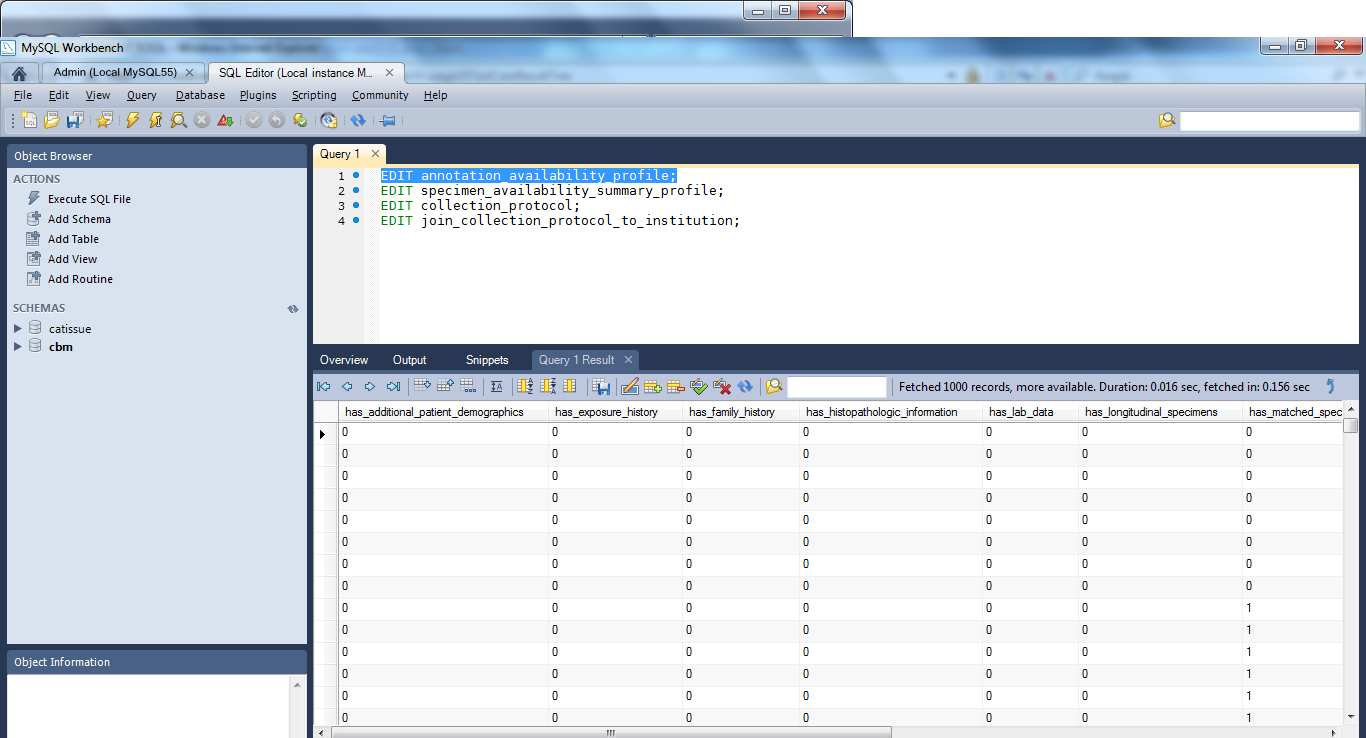 MySQL Workbench
Admin (Local MySQL55)
SQL Editor (Local instance M...
File Edit View Query Database Plugins Scripting Community Help
Object Browser
ACTIONS
Execute SQL File
Add Schema
Add Table
Add View
Add Routine
SCHEMAS
catissue
cbm
Object Information
Query 1
1 EDIT annotation_availability_profile;
2 EDIT specimen_availability_summary_profile;
3 EDIT collection_protocol;
4 EDIT join_collection_protocol_to_institution;
Overview Output Snippets Query 1 Result
Fetched 1000 records, more available. Duration: 0.016 sec, fetched in: 0.156 sec
has_additional_patient_demographics has_exposure_history has_family_history has_histopathologic_information has_lab_data has_longitudinal_specimens has_matched_spec
0 0 0 0 0 0 0
0 0 0 0 0 0 0
0 0 0 0 0 0 0
0 0 0 0 0 0 0
0 0 0 0 0 0 0
0 0 0 0 0 0 0
0 0 0 0 0 0 0
0 0 0 0 0 0 0
0 0 0 0 0 0 1
0 0 0 0 0 0 1
0 0 0 0 0 0 1
0 0 0 0 0 0 1
0 0 0 0 0 0 1
0 0 0 0 0 0 1